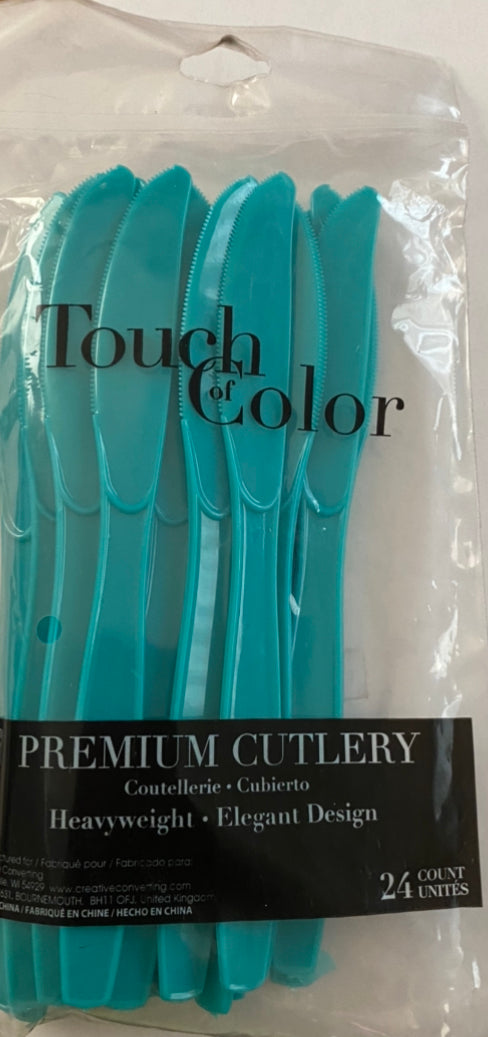 Touch
of
Color
PREMIUM CUTLERY
Coutellerie • Cubierto
Heavyweight • Elegant Design
for / Fabriqué pour / Fabricado para:
Converting
WI 54929 www.creativeconverting.com
BOURNEMOUTH, BH11 OFJ, United Kingdom
CHINA / FABRIQUÉ EN CHINE / HECHO EN CHINA
24 COUNT
UNITÉS